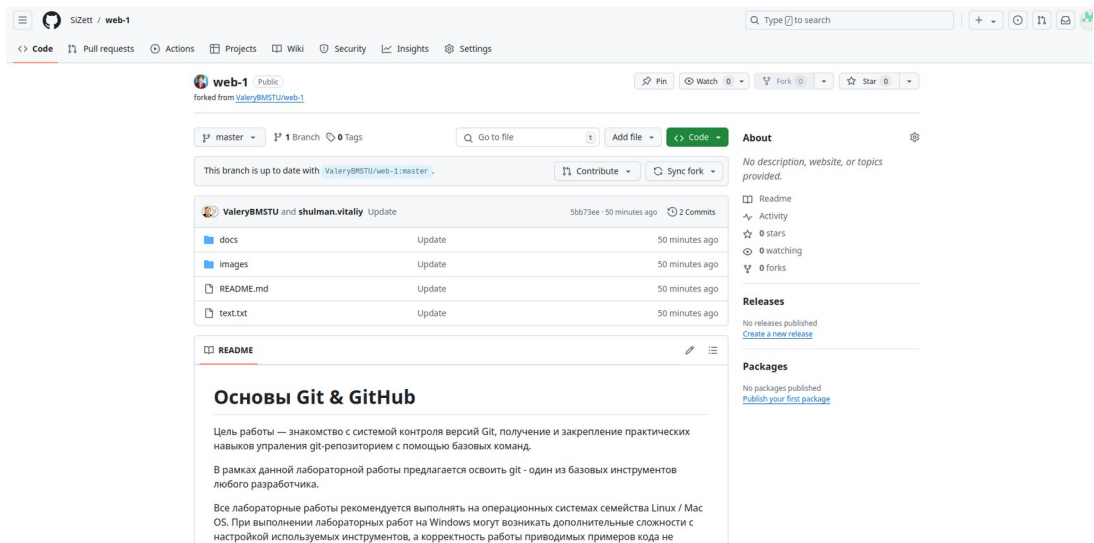 SiZett / web-1
Type / to search
Code Pull requests Actions Projects Wiki Security Insights Settings
web-1 Public
forked from ValeryBMSTU/web-1
Pin Watch 0 Fork 0 Star 0
master 1 Branch 0 Tags
Go to file t
Add file
Code
This branch is up to date with ValeryBMSTU/web-1:master .
Contribute
Sync fork
ValeryBMSTU and shulman.vitaliy Update
5bb73ee · 50 minutes ago
2 Commits
docs Update 50 minutes ago
images Update 50 minutes ago
README.md Update 50 minutes ago
text.txt Update 50 minutes ago
README
Основы Git & GitHub
Цель работы — знакомство с системой контроля версий Git, получение и закрепление практических
навыков упраления git-репозиторием с помощью базовых команд.
В рамках данной лабораторной работы предлагается освоить git - один из базовых инструментов
любого разработчика.
Все лабораторные работы рекомендуется выполнять на операционных системах семейства Linux / Mac
OS. При выполнении лабораторных работ на Windows могут возникать дополнительные сложности с
настройкой используемых инструментов, а корректность работы приводимых примеров кода не
About
No description, website, or topics
provided.
Readme
Activity
0 stars
0 watching
0 forks
Releases
No releases published
Create a new release
Packages
No packages published
Publish your first package